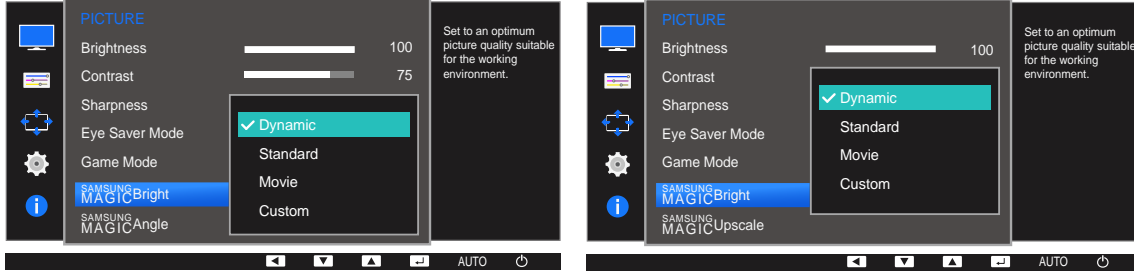 PICTURE
Brightness 100
Contrast 75
Sharpness
Eye Saver Mode
Game Mode
SAMSUNG MAGIC Bright
SAMSUNG MAGIC Angle
Dynamic
Standard
Movie
Custom
Set to an optimum
picture quality suitable
for the working
environment.
AUTO
PICTURE
Brightness 100
Contrast
Sharpness
Eye Saver Mode
Game Mode
SAMSUNG MAGIC Bright
SAMSUNG MAGIC Upscale
Dynamic
Standard
Movie
Custom
Set to an optimum
picture quality suitable
for the working
environment.
AUTO